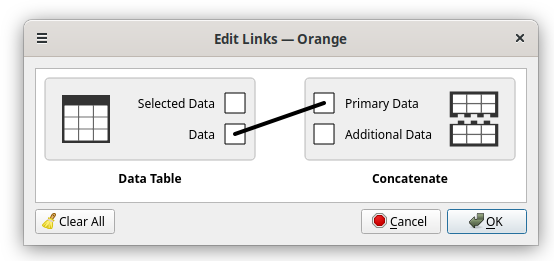 Edit Links — Orange
Selected Data
Data
Primary Data
Additional Data
Data Table
Concatenate
Clear All
Cancel
OK